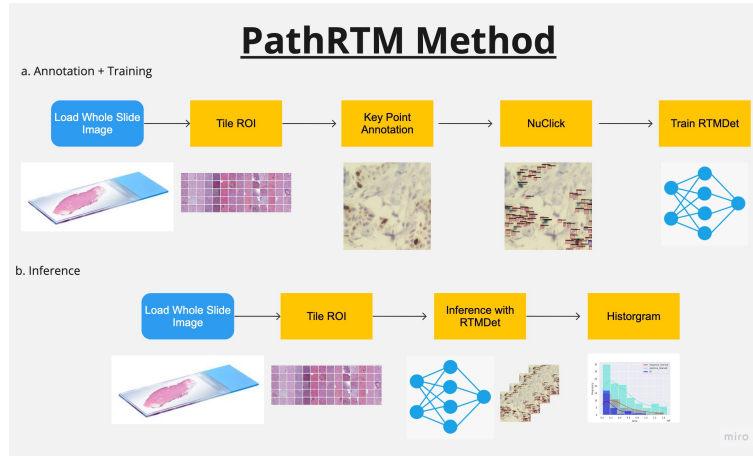 PathRTM Method
a. Annotation + Training
Load Whole Slide
Image
Tile ROI
Key Point
Annotation
NuClick
Train RTMDet
b. Inference
Load Whole Slide
Image
Tile ROI
Inference with
RTMDet
Historgram
miro